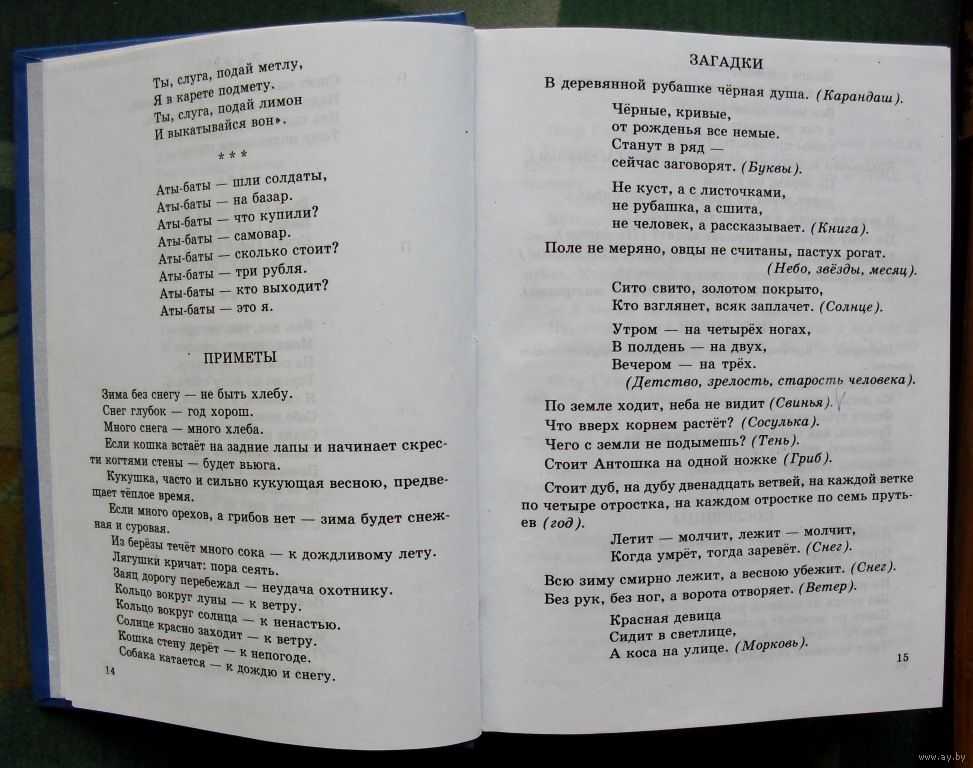 Ты, слуга, подай метлу,
Я в карете подмету.
Ты, слуга, подай лимон
И выкатывайся вон».
* * *
Аты-баты — шли солдаты,
Аты-баты — на базар.
Аты-баты — что купили?
Аты-баты — самовар.
Аты-баты — сколько стоит?
Аты-баты — три рубля.
Аты-баты — кто выходит?
Аты-баты — это я.
ПРИМЕТЫ
Зима без снегу — не быть хлебу.
Снег глубок — год хорош.
Много снега — много хлеба.
Если кошка встаёт на задние лапы и начинает скрес-
ти когтями стены — будет вьюга.
Кукушка, часто и сильно кукующая весною, предве-
щает тёплое время.
Если много орехов, а грибов нет — зима будет снеж-
ная и суровая.
Из берёзы течёт много сока — к дождливому лету.
Лягушки кричат: пора сеять.
Заяц дорогу перебежал — неудача охотнику.
Кольцо вокруг луны — к ветру.
Кольцо вокруг солнца — к ненастью.
Солнце красно заходит — к ветру.
Кошка стену дерёт — к непогоде.
Собака катается — к дождю и снегу.
14
ЗАГАДКИ
В деревянной рубашке чёрная душа. (Карандаш).
Чёрные, кривые,
от рожденья все немые.
Станут в ряд —
сейчас заговорят. (Буквы).
Не куст, а с листочками,
не рубашка, а сшита,
не человек, а рассказывает. (Книга).
Поле не меряно, овцы не считаны, пастух рогат.
(Небо, звёзды, месяц).
Сито свито, золотом покрыто,
Кто взглянет, всяк заплачет. (Солнце).
Утром — на четырёх ногах,
В полдень — на двух,
Вечером — на трёх.
(Детство, зрелость, старость человека).
По земле ходит, неба не видит (Свинья).
Что вверх корнем растёт? (Сосулька).
Чего с земли не подымешь? (Тень).
Стоит Антошка на одной ножке (Гриб).
Стоит дуб, на дубу двенадцать ветвей, на каждой ветке
по четыре отростка, на каждом отростке по семь пруть-
ев (год).
Летит — молчит, лежит — молчит,
Когда умрёт, тогда заревёт. (Снег).
Всю зиму смирно лежит, а весною убежит. (Снег).
Без рук, без ног, а ворота отворяет. (Ветер).
Красная девица
Сидит в светлице,
А коса на улице. (Морковь).
15
www.ay.by